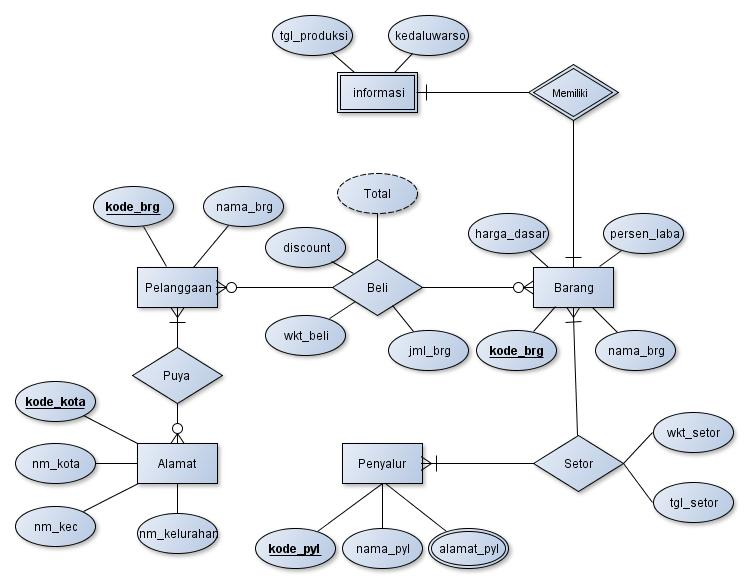 tgl_produksi
kedaluwarso
informasi
Memiliki
Total
kode_brg
nama_brg
discount
harga_dasar
persen_laba
Pelanggaan
Beli
Barang
wkt_beli
jml_brg
kode_brg
nama_brg
Puya
kode_kota
wkt_setor
nm_kota
Alamat
Penyalur
Setor
tgl_setor
nm_kec
nm_kelurahan
kode_pyl
nama_pyl
alamat_pyl